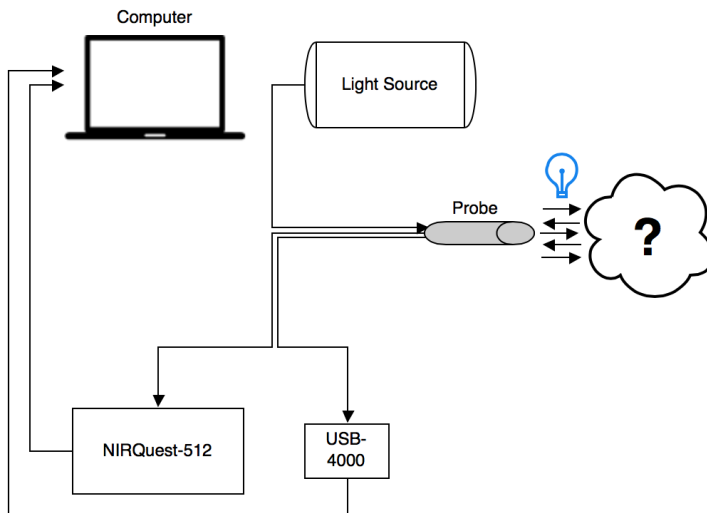 Computer
Light Source
Probe
?
NIRQuest-512
USB-
4000